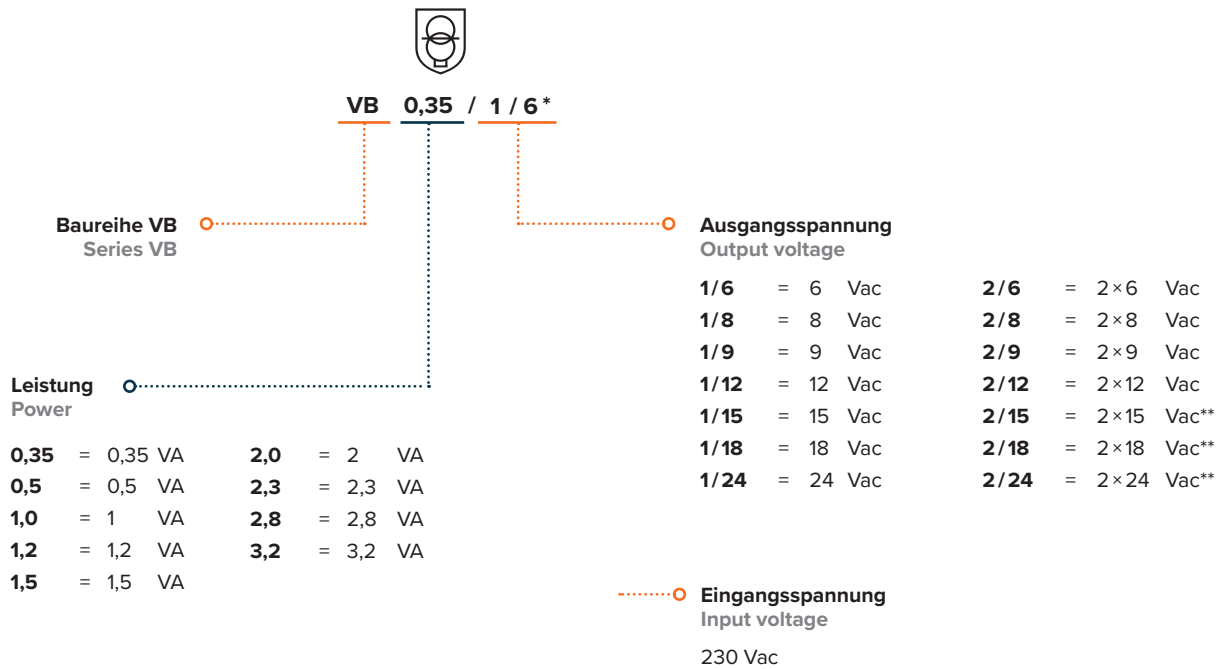 VB 0,35 / 1 / 6*
Baureihe VB
Series VB
Ausgangsspannung
Output voltage
1/6 = 6 Vac 2/6 = 2×6 Vac
1/8 = 8 Vac 2/8 = 2×8 Vac
1/9 = 9 Vac 2/9 = 2×9 Vac
1/12 = 12 Vac 2/12 = 2×12 Vac
1/15 = 15 Vac 2/15 = 2×15 Vac**
1/18 = 18 Vac 2/18 = 2×18 Vac**
1/24 = 24 Vac 2/24 = 2×24 Vac**
Leistung
Power
0,35 = 0,35 VA 2,0 = 2 VA
0,5 = 0,5 VA 2,3 = 2,3 VA
1,0 = 1 VA 2,8 = 2,8 VA
1,2 = 1,2 VA 3,2 = 3,2 VA
1,5 = 1,5 VA
Eingangsspannung
Input voltage
230 Vac